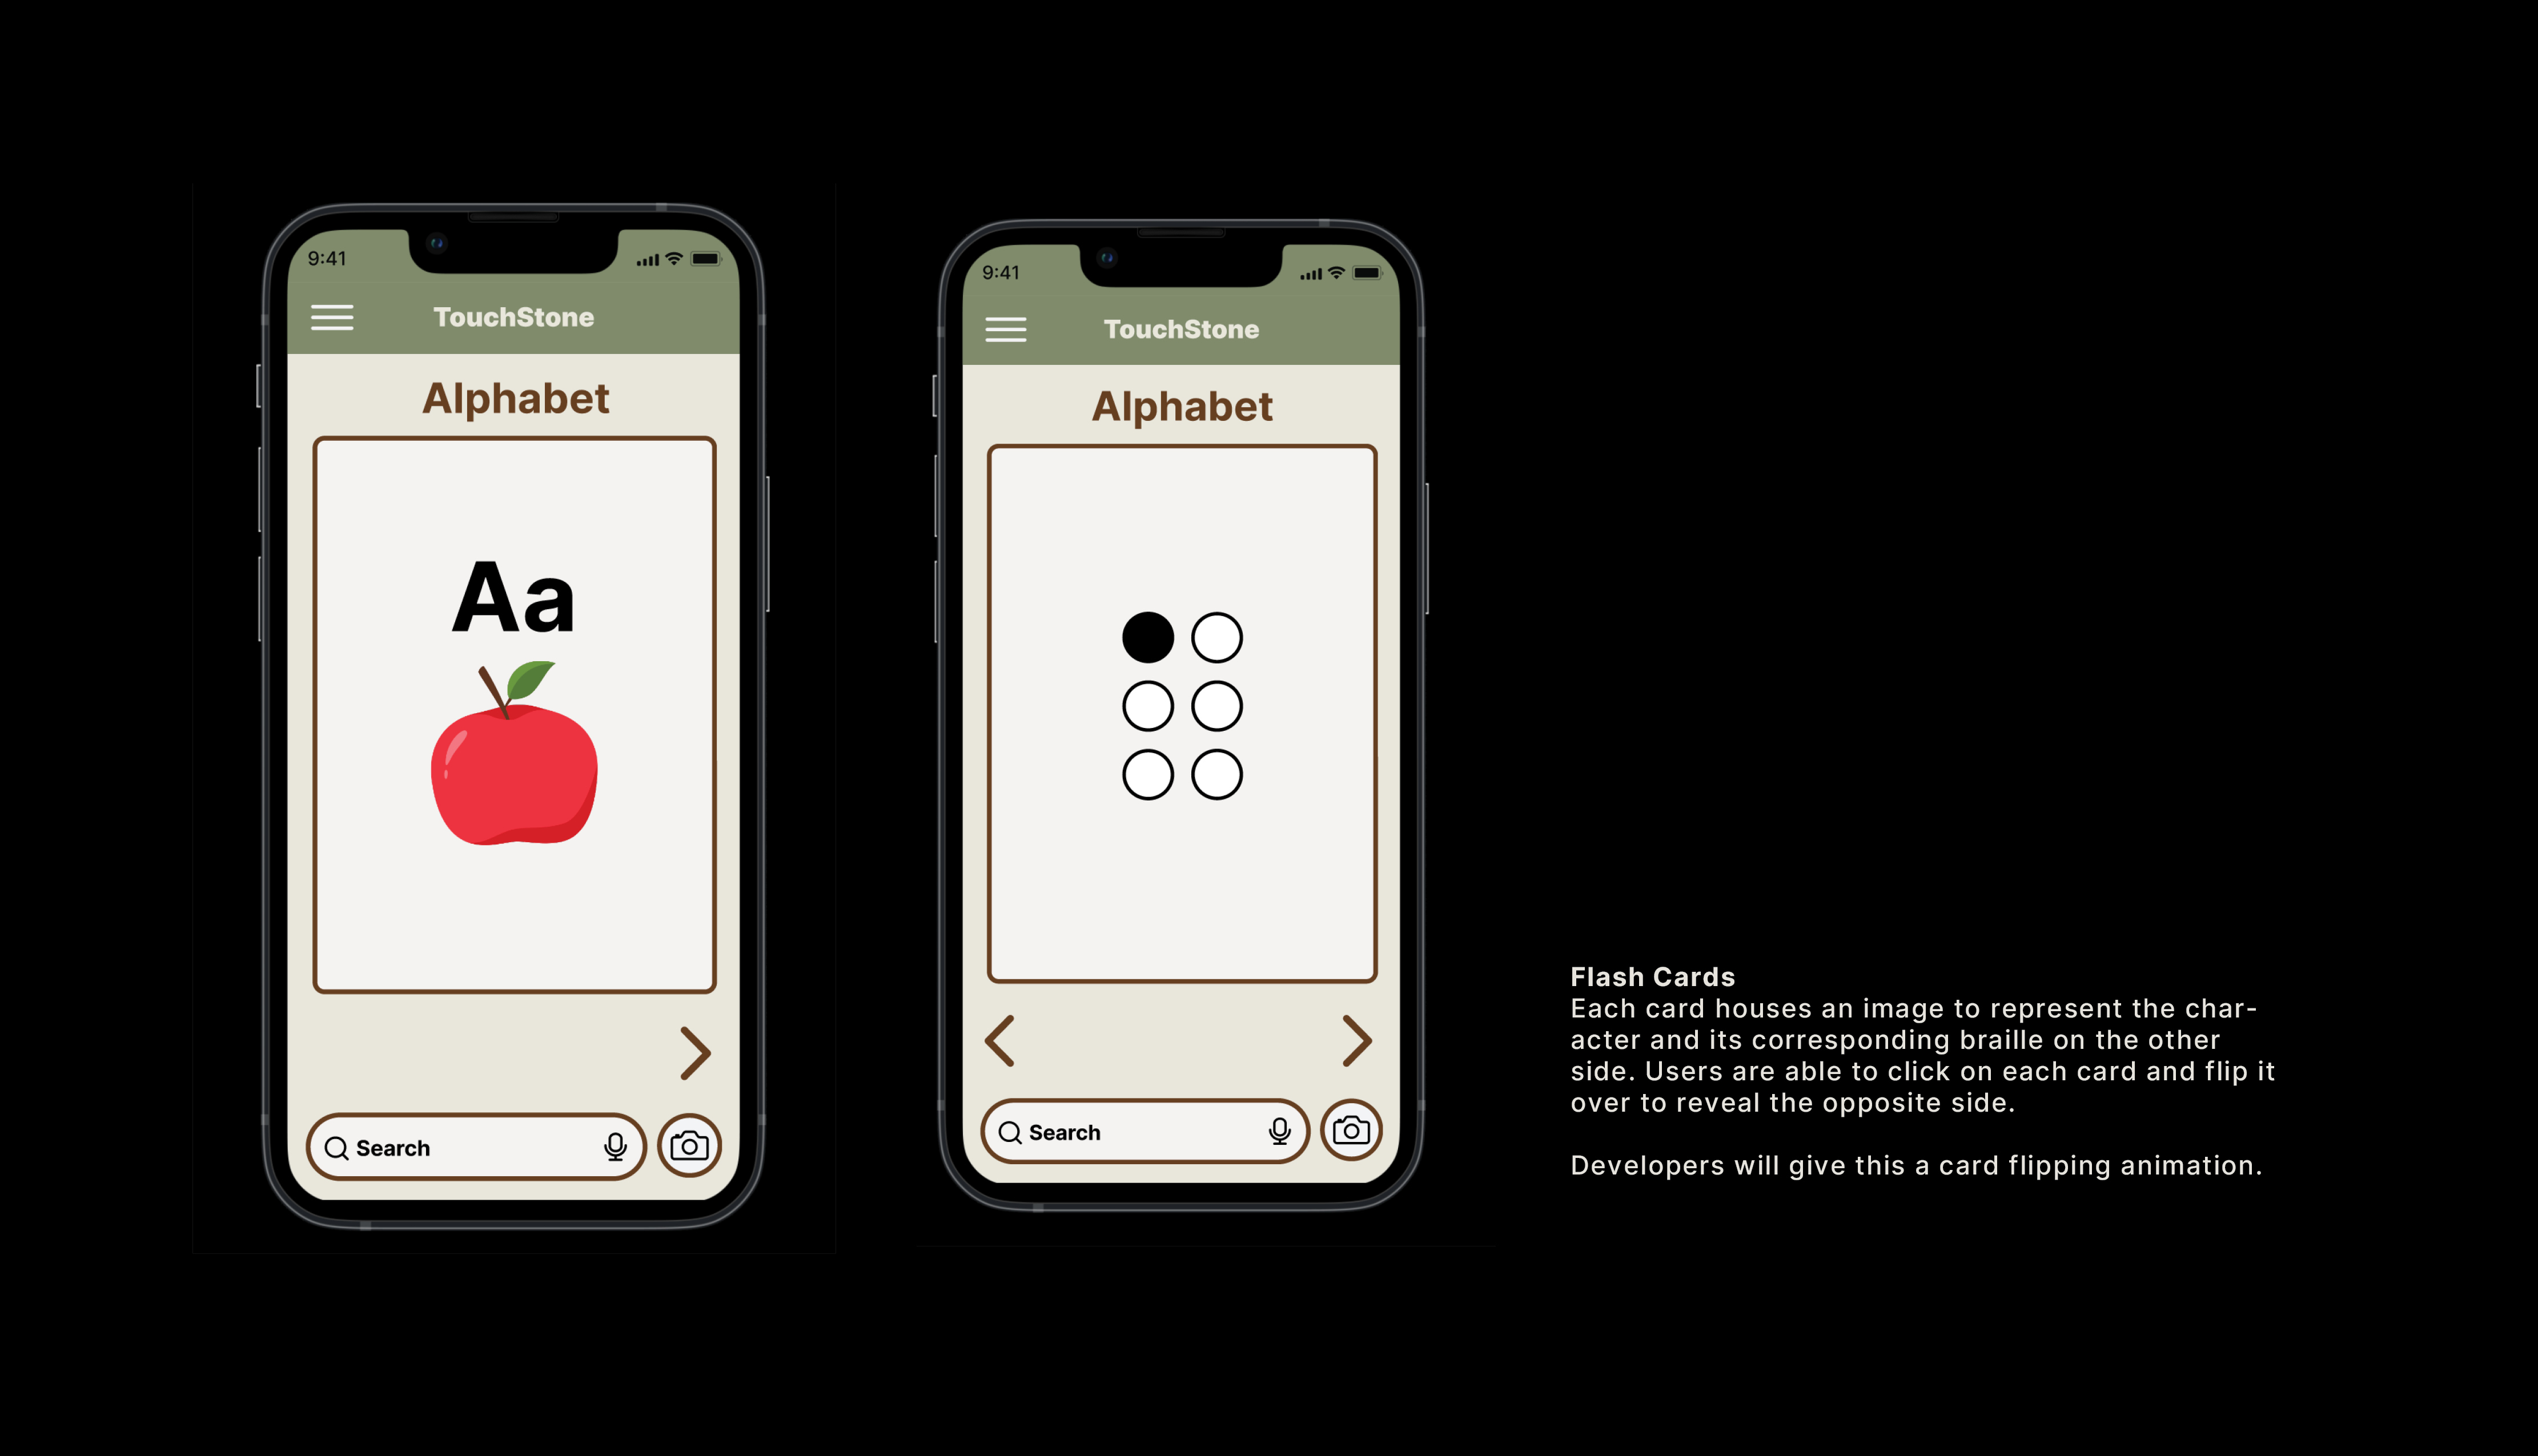 9:41
TouchStone
Alphabet
Aa
Search
9:41
TouchStone
Alphabet
Search
Flash Cards
Each card houses an image to represent the char-
acter and its corresponding braille on the other
side. Users are able to click on each card and flip it
over to reveal the opposite side.
Developers will give this a card flipping animation.